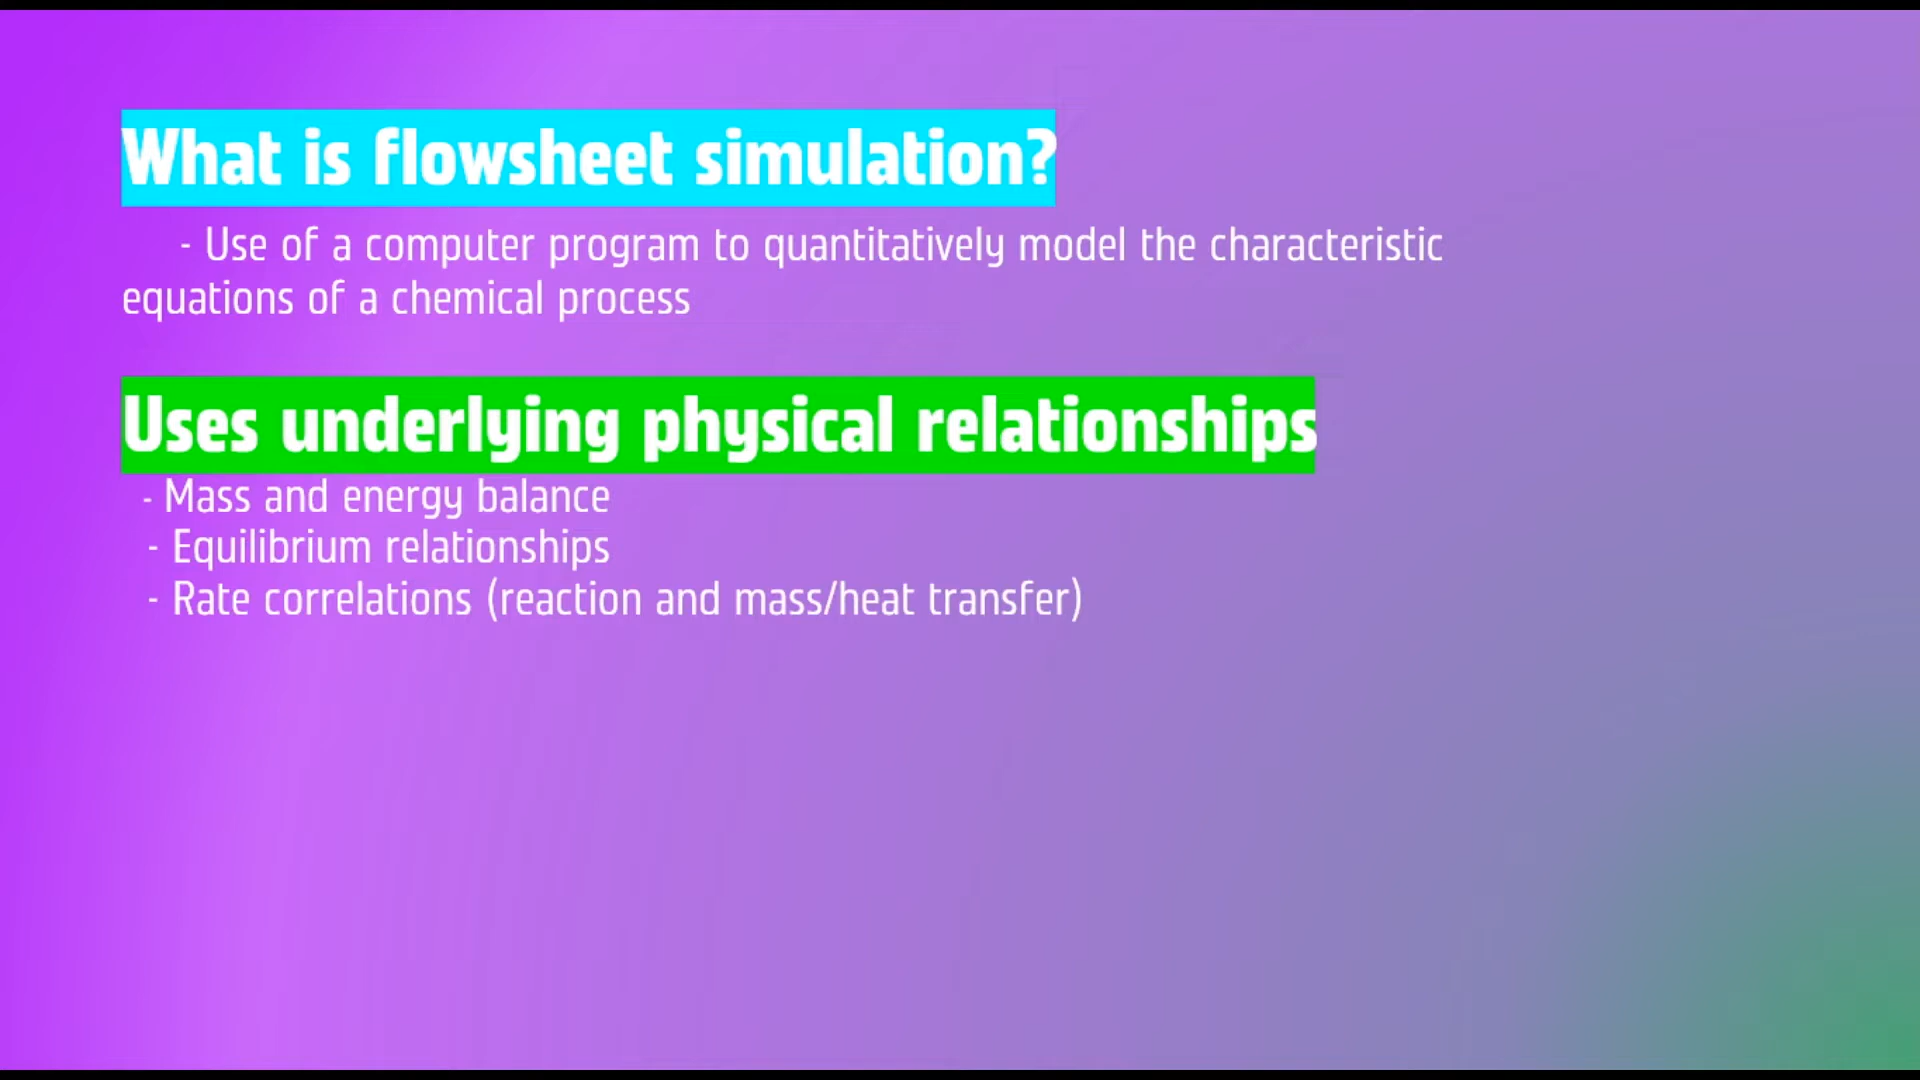 What is flowsheet simulation?
- Use of a computer program to quantitatively model the characteristic
equations of a chemical process
Uses underlying physical relationships
- Mass and energy balance
- Equilibrium relationships
- Rate correlations (reaction and mass/heat transfer)